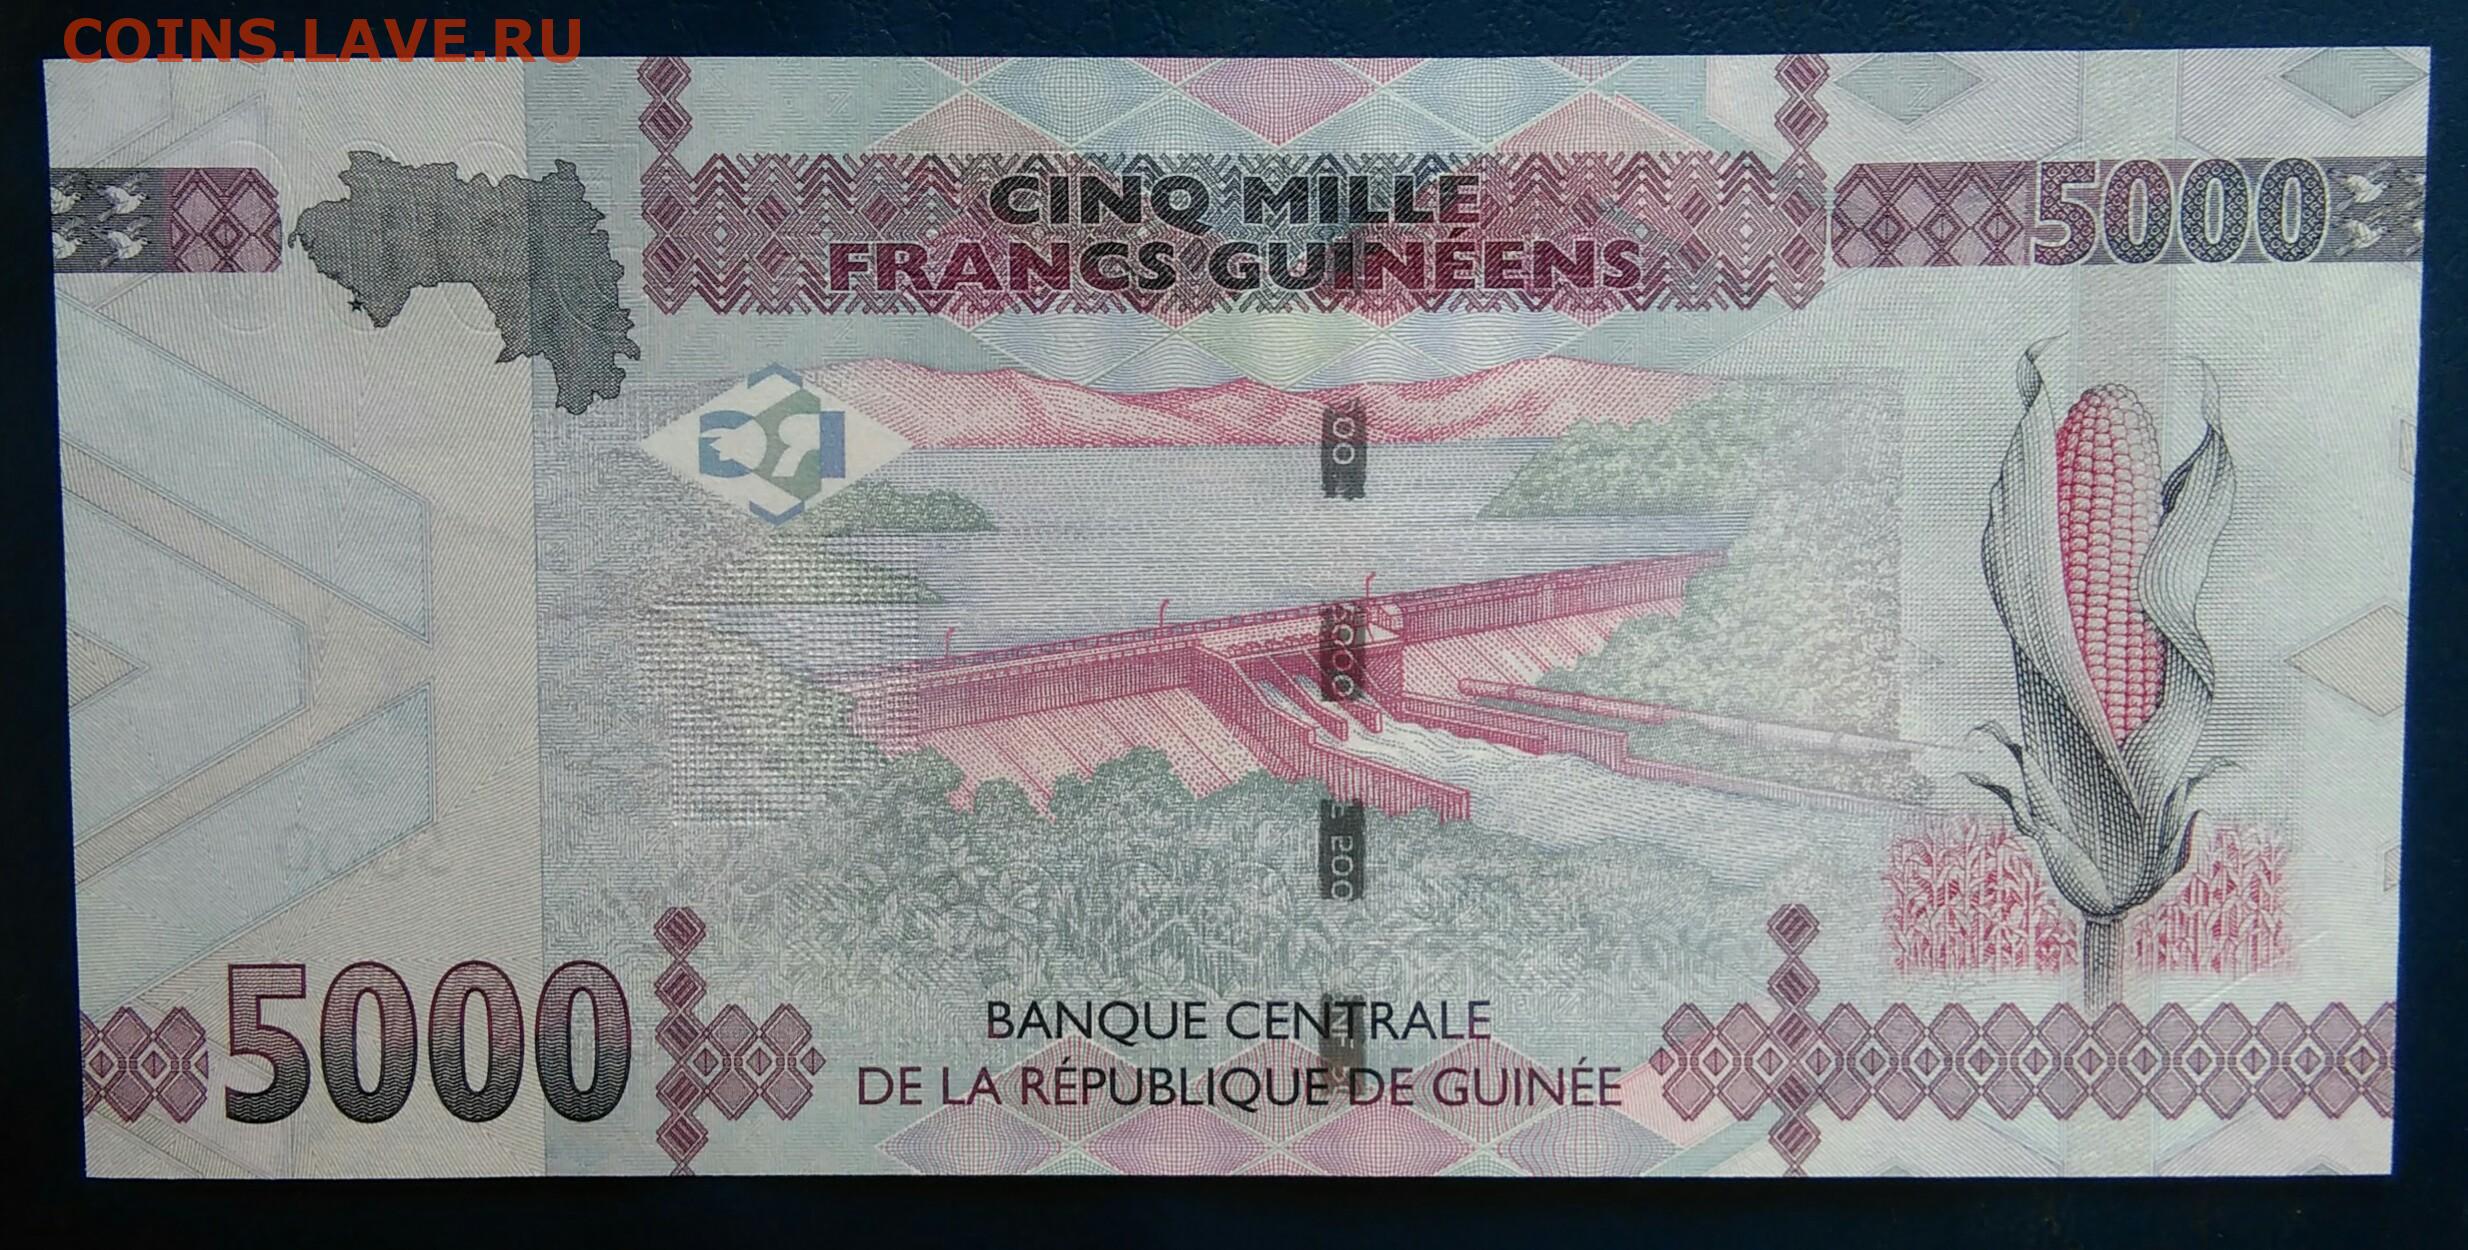 COINS.LAVE.RU
CINQ MILLE
FRANCS GUINÉENS
5000
5000
BANQUE CENTRALE
DE LA RÉPUBLIQUE DE GUINÉE